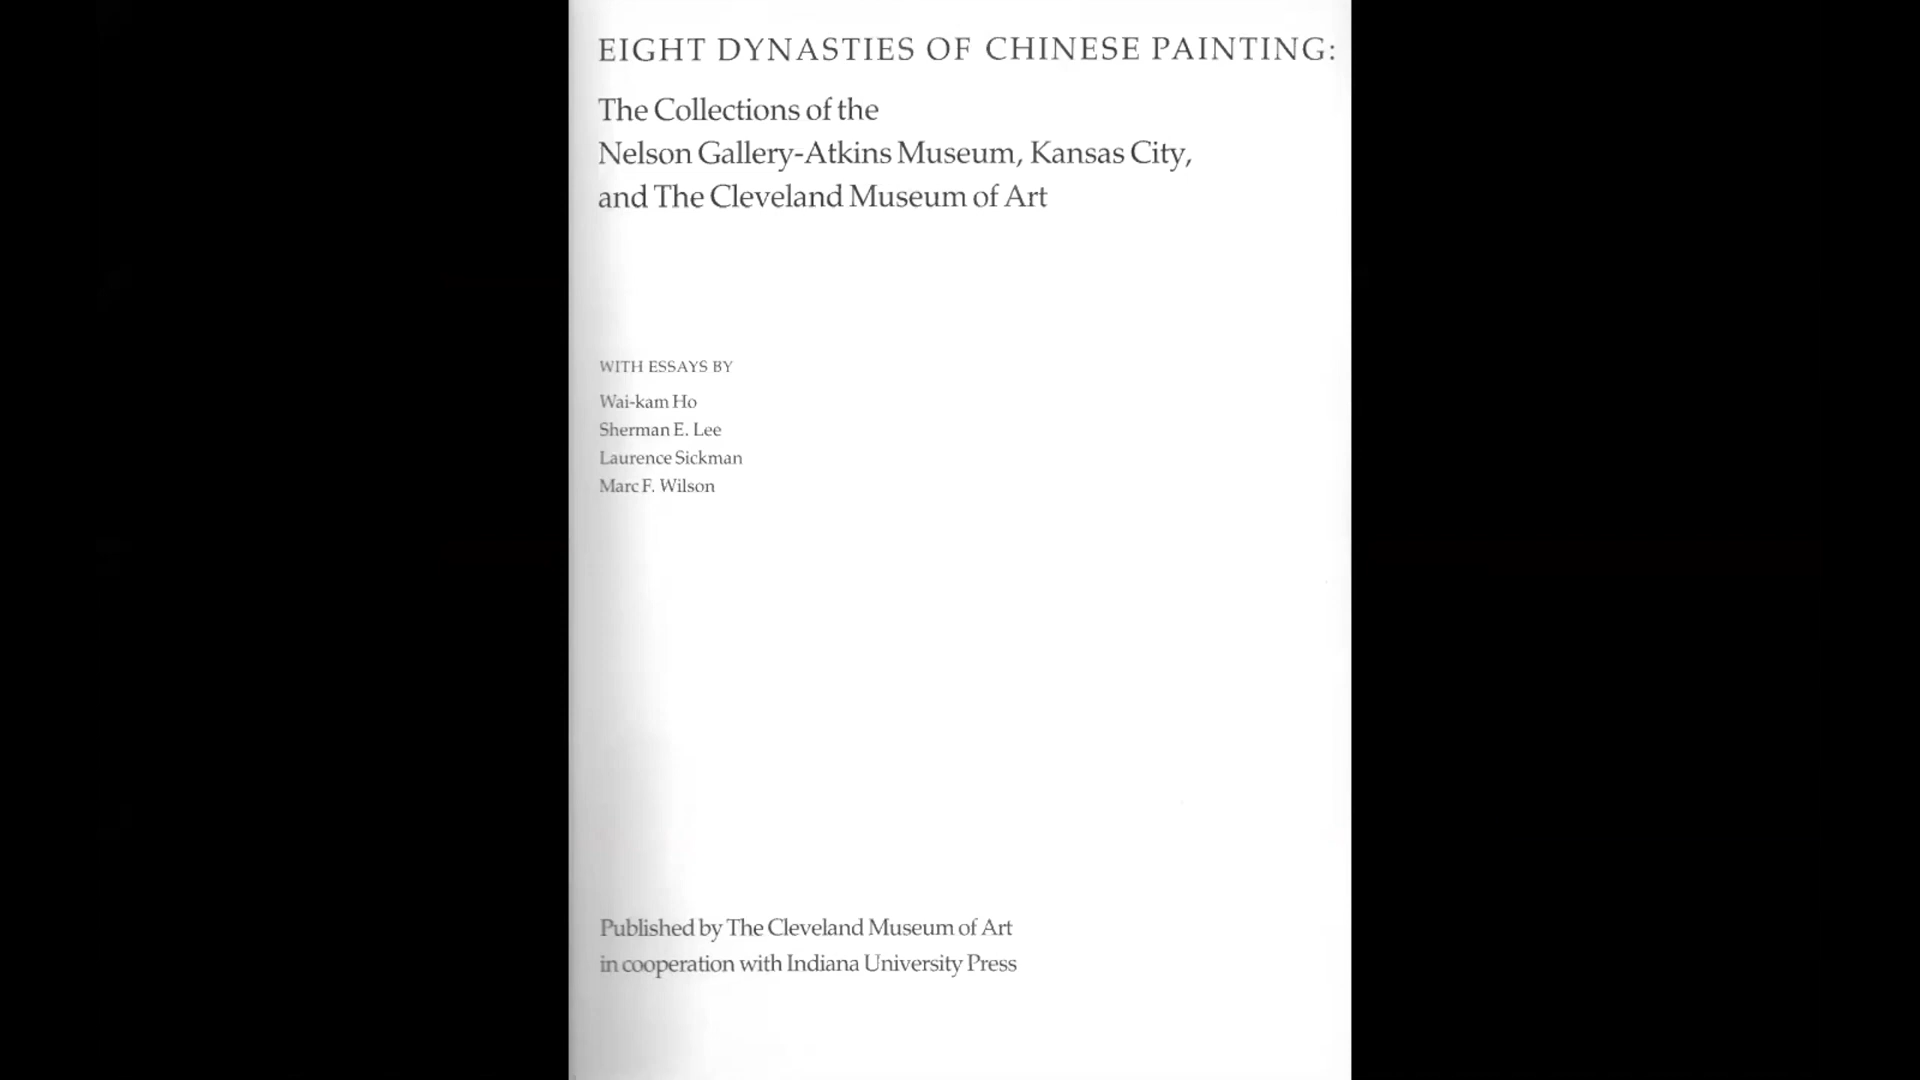 EIGHT DYNASTIES OF CHINESE PAINTING:
The Collections of the
Nelson Gallery-Atkins Museum, Kansas City,
and The Cleveland Museum of Art
WITH ESSAYS BY
Wai-kam Ho
Sherman E. Lee
Laurence Sickman
Marc F. Wilson
Published by The Cleveland Museum of Art
in cooperation with Indiana University Press